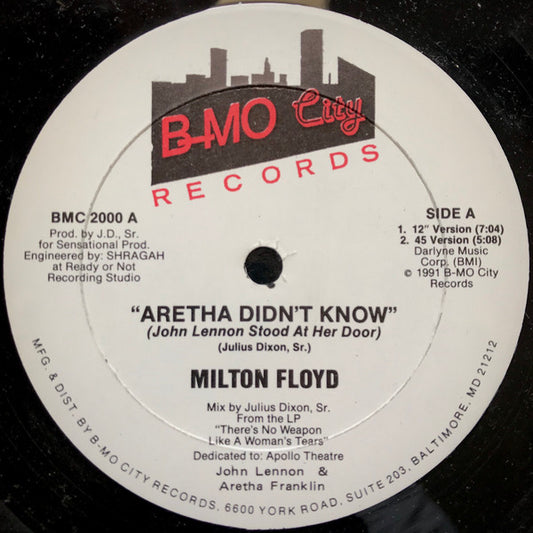 B-MO City
RECORDS
BMC 2000 A
Prod. by J.D., Sr.
for Sensational Prod.
Engineered by: SHRAGAH
at Ready or Not
Recording Studio
SIDE A
1. 12" Version (7:04)
2. 45 Version (5:08)
Darlyne Music
Corp. (BMI)
© 1991 B-MO City
Records
"ARETHA DIDN'T KNOW"
(John Lennon Stood At Her Door)
(Julius Dixon, Sr.)
MILTON FLOYD
Mix by Julius Dixon, Sr.
From the LP
"There's No Weapon
Like A Woman's Tears"
Dedicated to: Apollo Theatre
John Lennon &
Aretha Franklin
MFG. & DIST. BY B-MO CITY RECORDS, 6600 YORK ROAD, SUITE 203, BALTIMORE, MD 21212